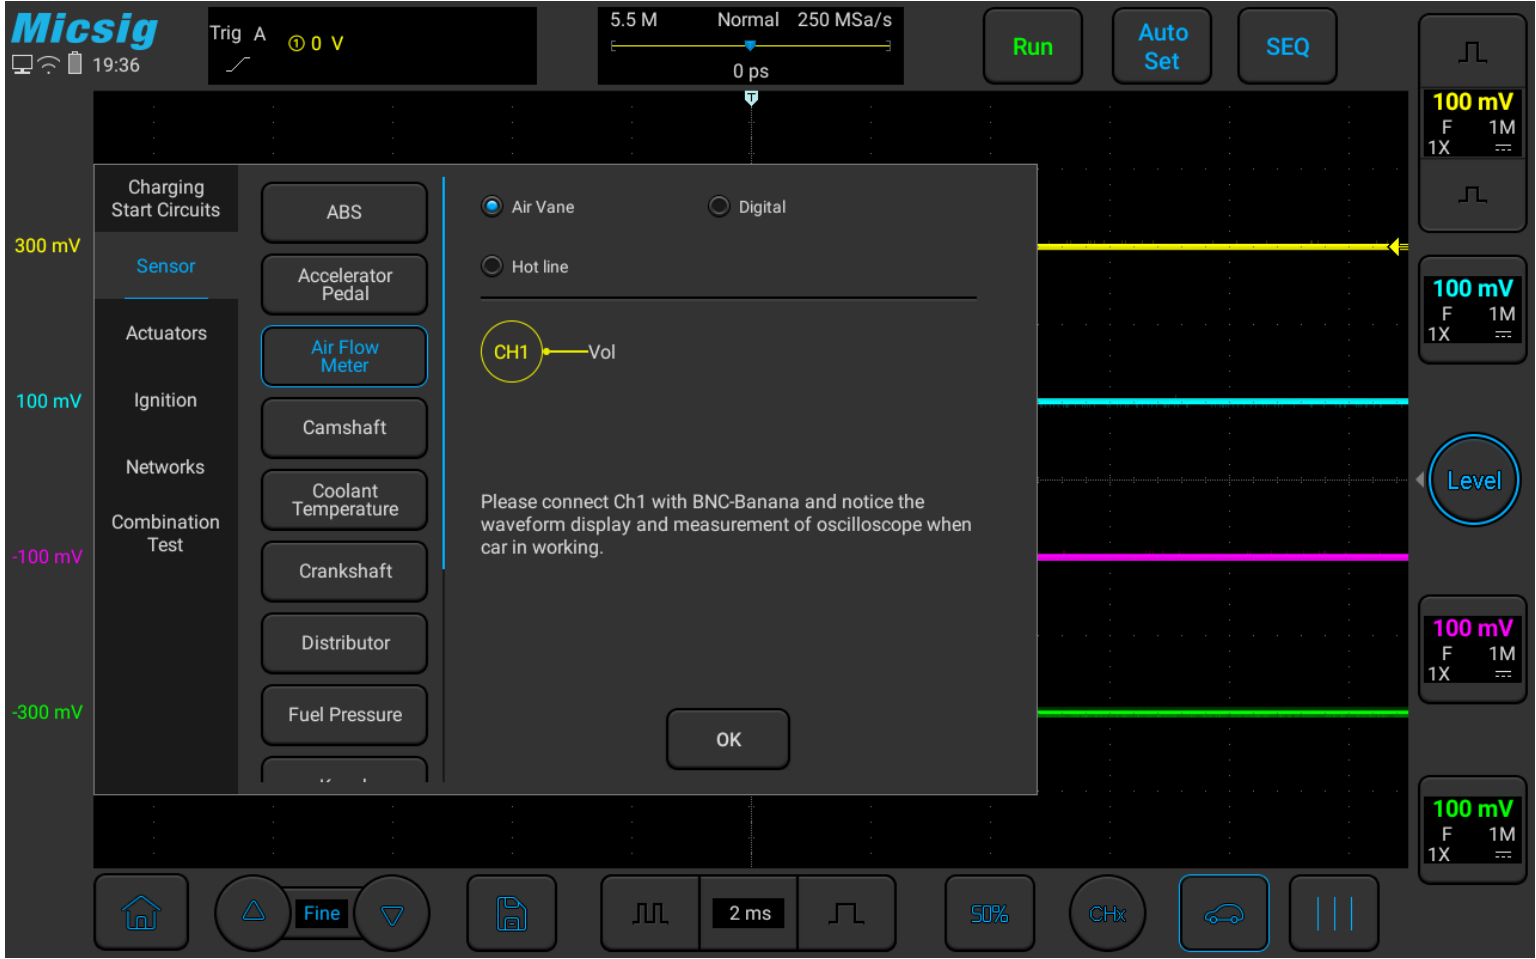 Micsig
19:36
Trig A
① 0 V
5.5 M Normal 250 MSa/s
T
0 ps
Run
Auto
Set
SEQ
T
100 mV
F 1M
1X
300 mV
100 mV
-100 mV
-300 mV
Charging
Start Circuits
Sensor
Actuators
Ignition
Networks
Combination
Test
ABS
Accelerator
Pedal
Air Flow
Meter
Camshaft
Coolant
Temperature
Crankshaft
Distributor
Fuel Pressure
Air Vane
Digital
Hot line
CH1 Vol
Please connect Ch1 with BNC-Banana and notice the
waveform display and measurement of oscilloscope when
car in working.
OK
100 mV
F 1M
1X
Level
100 mV
F 1M
1X
100 mV
F 1M
1X
Fine
2 ms
50%
CHx